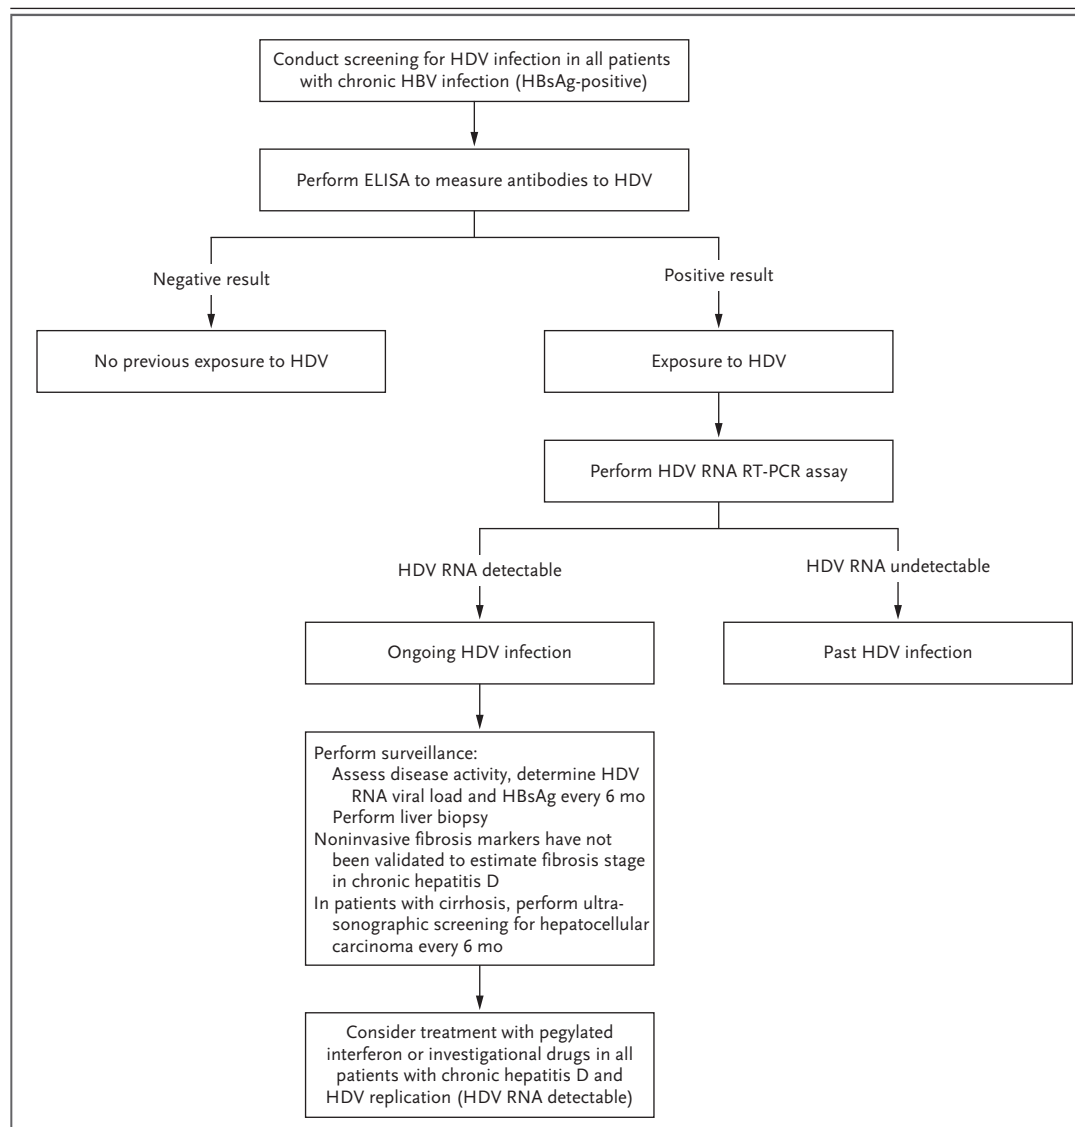 Conduct screening for HDV infection in all patients
with chronic HBV infection (HBsAg-positive)
Perform ELISA to measure antibodies to HDV
Negative result
Positive result
No previous exposure to HDV
Exposure to HDV
Perform HDV RNA RT-PCR assay
HDV RNA detectable
HDV RNA undetectable
Ongoing HDV infection
Past HDV infection
Perform surveillance:
Assess disease activity, determine HDV
RNA viral load and HBsAg every 6 mo
Perform liver biopsy
Noninvasive fibrosis markers have not
been validated to estimate fibrosis stage
in chronic hepatitis D
In patients with cirrhosis, perform ultra-
sonographic screening for hepatocellular
carcinoma every 6 mo
Consider treatment with pegylated
interferon or investigational drugs in all
patients with chronic hepatitis D and
HDV replication (HDV RNA detectable)